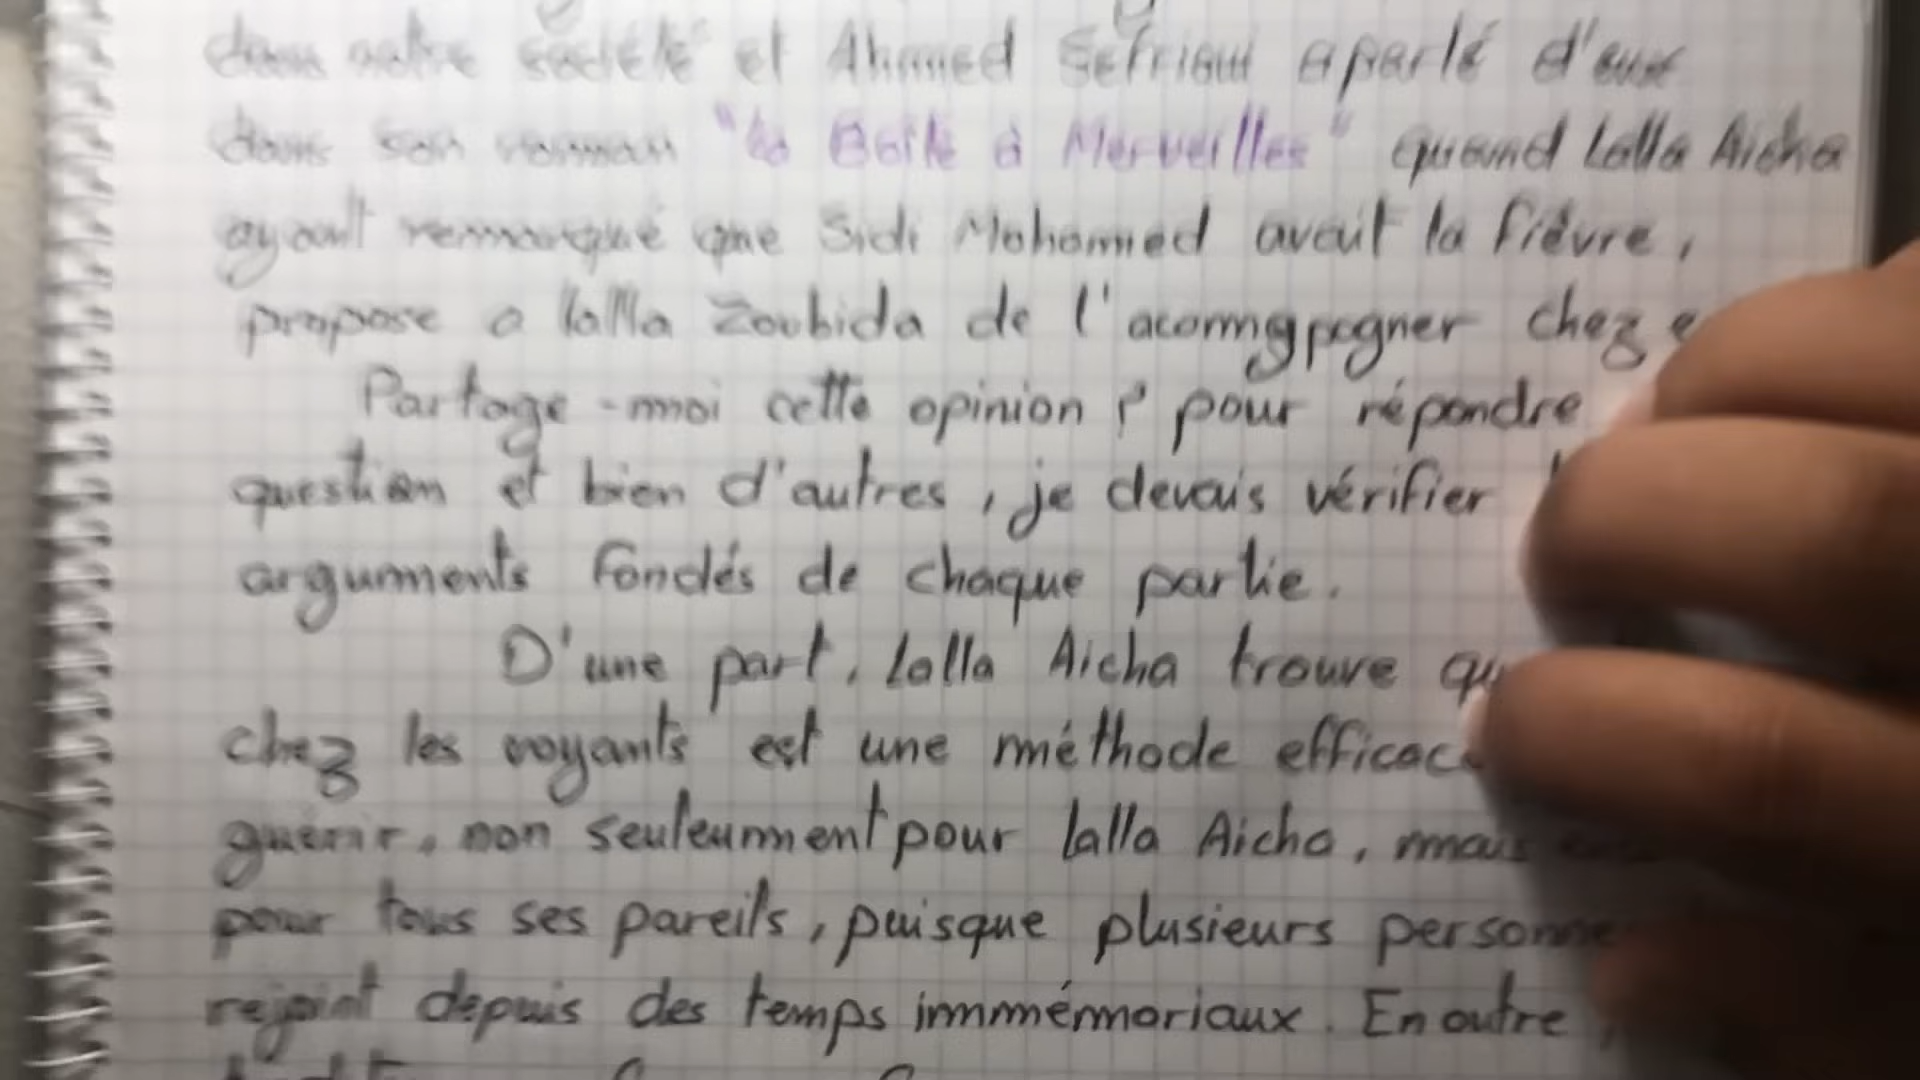 dans notre société et Ahmed Sefrioui a parlé d'eux
dans son roman "la Boîte à Merveilles" quand Lalla Aicha
ayant remarqué que Sidi Mohamed avait la fièvre,
propose a lalla Zoubida de l'acommgpagner chez
Partage-moi cette opinion ? pour répondre
question et bien d'autres, je devais vérifier
arguments fondés de chaque partie.
D'une part, Lalla Aicha trouve
chez les voyants est une méthode efficac
guérir, non seuleument pour lalla Aicha, mais
pour tous ses pareils, puisque plusieurs personne
rejoint depuis des temps immémoriaux. En outre,